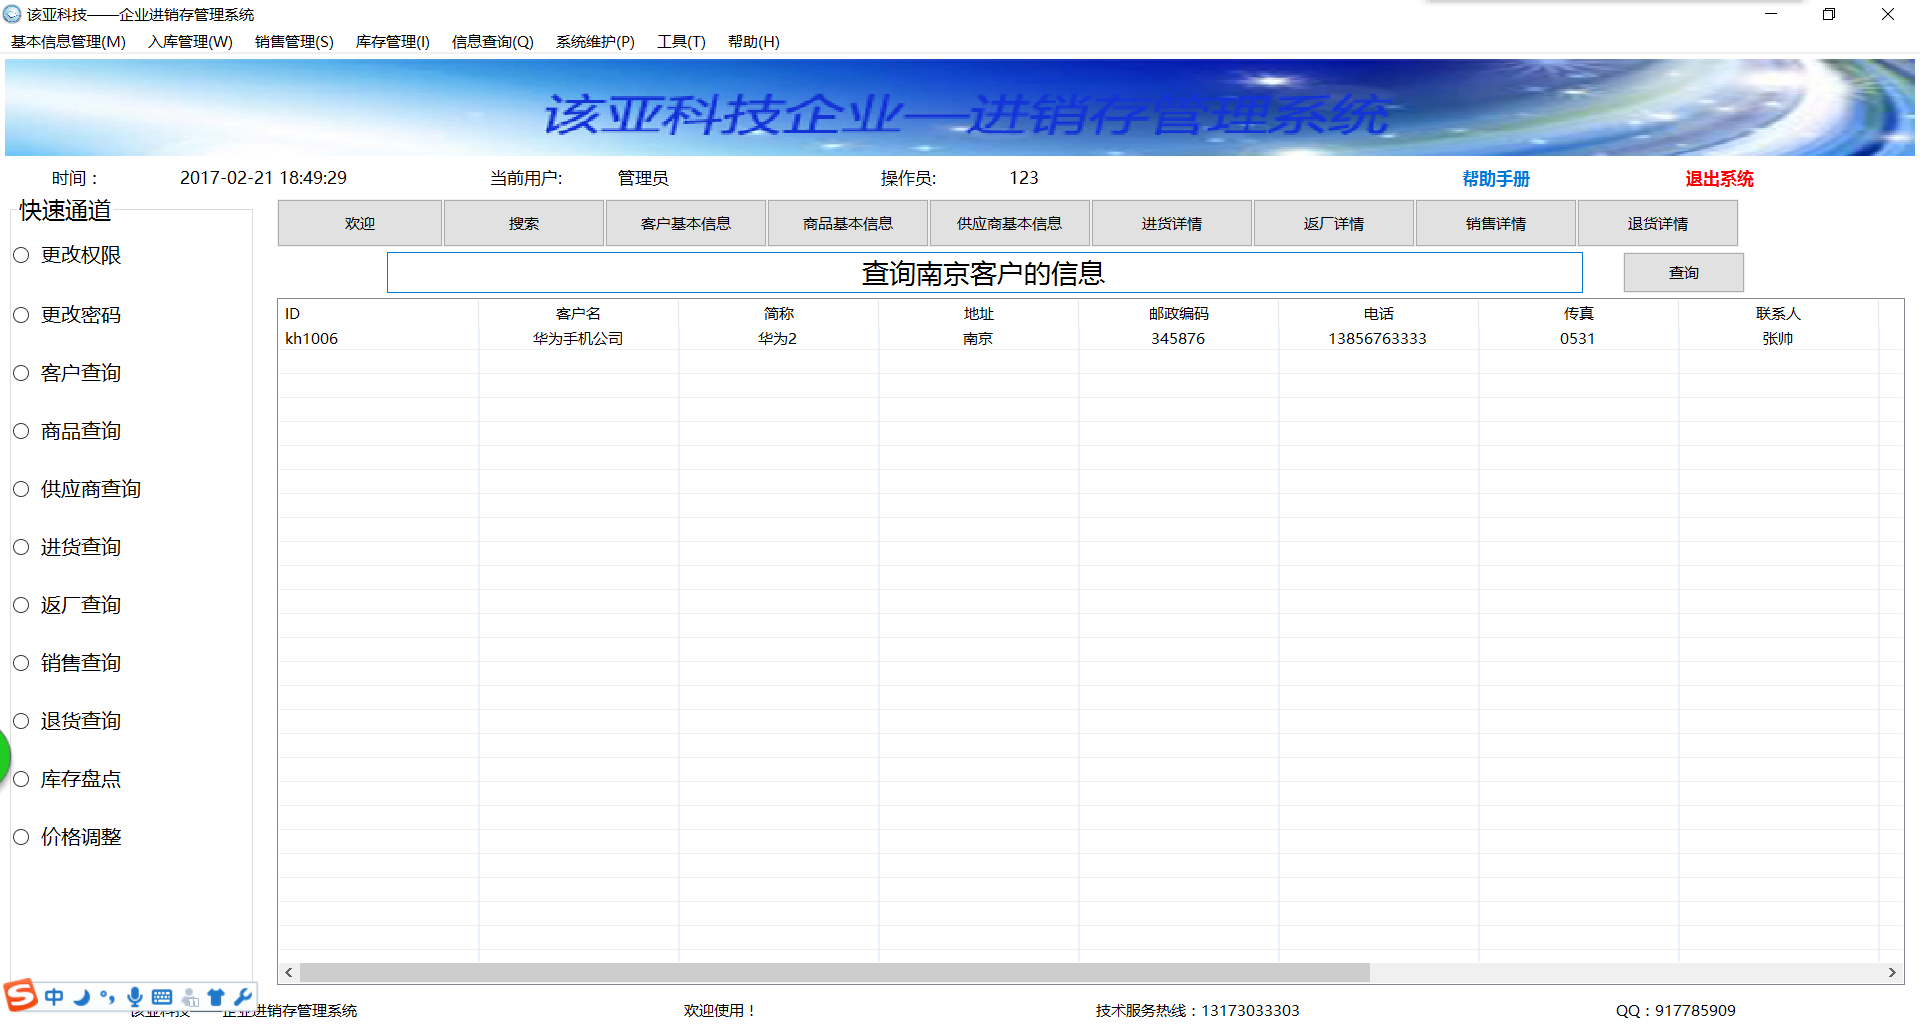 该亚科技——企业进销存管理系统
基本信息管理(M) 入库管理(W) 销售管理(S) 库存管理(I) 信息查询(Q) 系统维护(P) 工具(T) 帮助(H)
该亚科技企业—进销存管理系统
时间： 2017-02-21 18:49:29 当前用户: 管理员 操作员: 123 帮助手册 退出系统
快速通道
更改权限
更改密码
客户查询
商品查询
供应商查询
进货查询
返厂查询
销售查询
退货查询
库存盘点
价格调整
欢迎 搜索 客户基本信息 商品基本信息 供应商基本信息 进货详情 返厂详情 销售详情 退货详情
查询南京客户的信息 查询
ID 客户名 简称 地址 邮政编码 电话 传真 联系人
kh1006 华为手机公司 华为2 南京 345876 13856763333 0531 张帅
S 中
该亚科技——企业进销存管理系统 欢迎使用！ 技术服务热线：13173033303 QQ：917785909